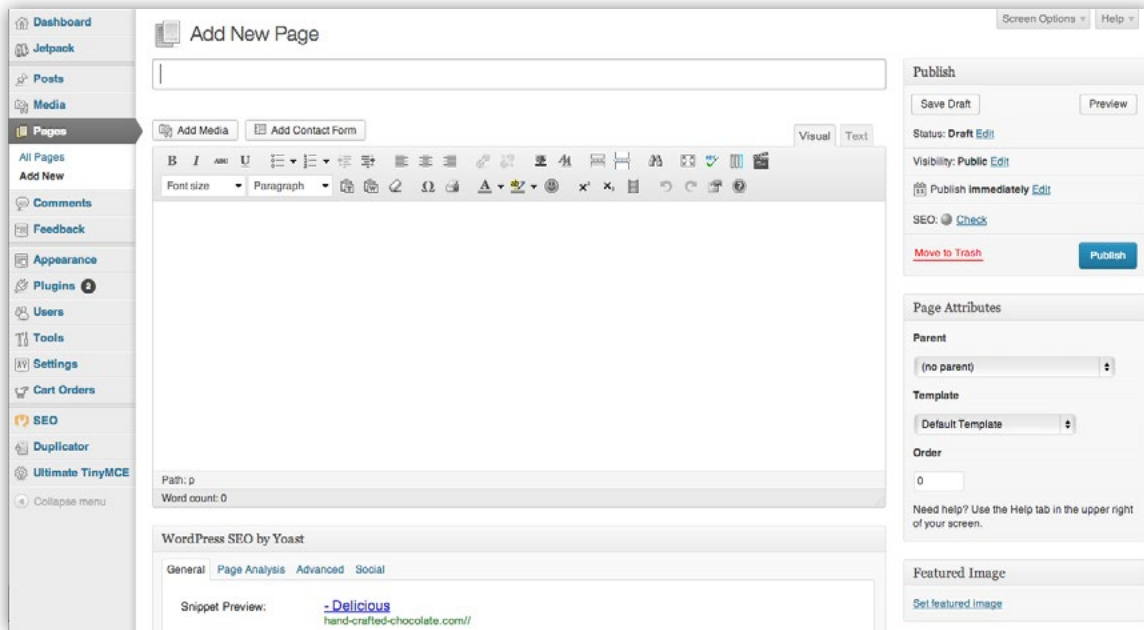 Dashboard
Jetpack
Posts
Media
Pages
All Pages
Add New
Comments
Feedback
Appearance
Plugins 2
Users
Tools
Settings
Cart Orders
SEO
Duplicator
Ultimate TinyMCE
Collapse menu
Screen Options Help
Add New Page
Add Media Add Contact Form
Visual Text
B I ABC U
Font size Paragraph
Path: p
Word count: 0
WordPress SEO by Yoast
General Page Analysis Advanced Social
Snippet Preview: - Delicious
hand-crafted-chocolate.com//
Publish
Save Draft Preview
Status: Draft Edit
Visibility: Public Edit
Publish immediately Edit
SEO: Check
Move to Trash Publish
Page Attributes
Parent
(no parent)
Template
Default Template
Order
0
Need help? Use the Help tab in the upper right
of your screen.
Featured Image
Set featured image